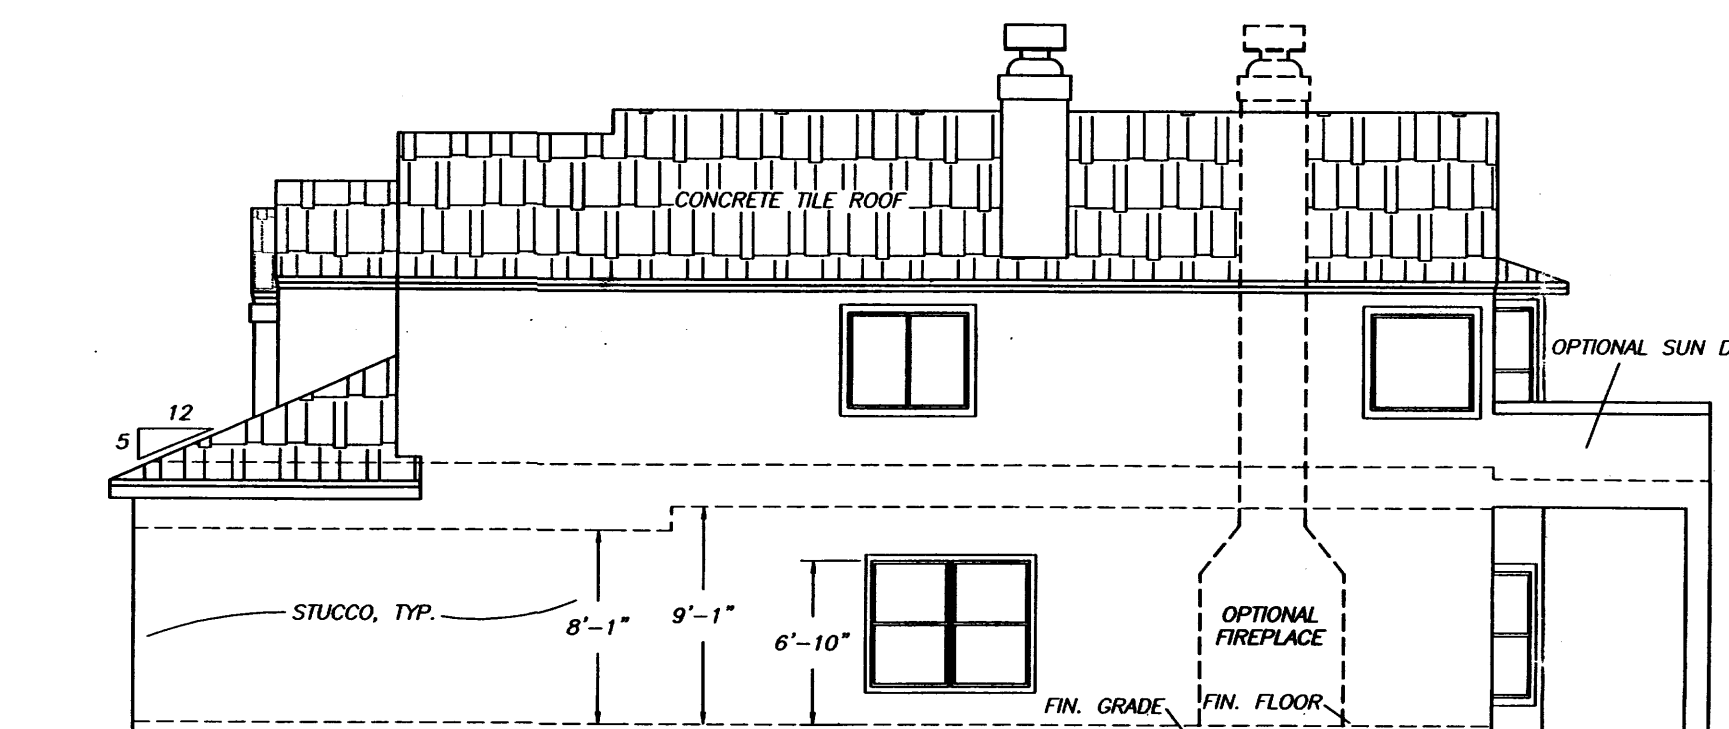 CONCRETE TILE ROOF
OPTIONAL SUN
12
5
STUCCO, TYP.
8'-1"
9'-1"
6'-10"
OPTIONAL
FIREPLACE
FIN. GRADE
FIN. FLOOR